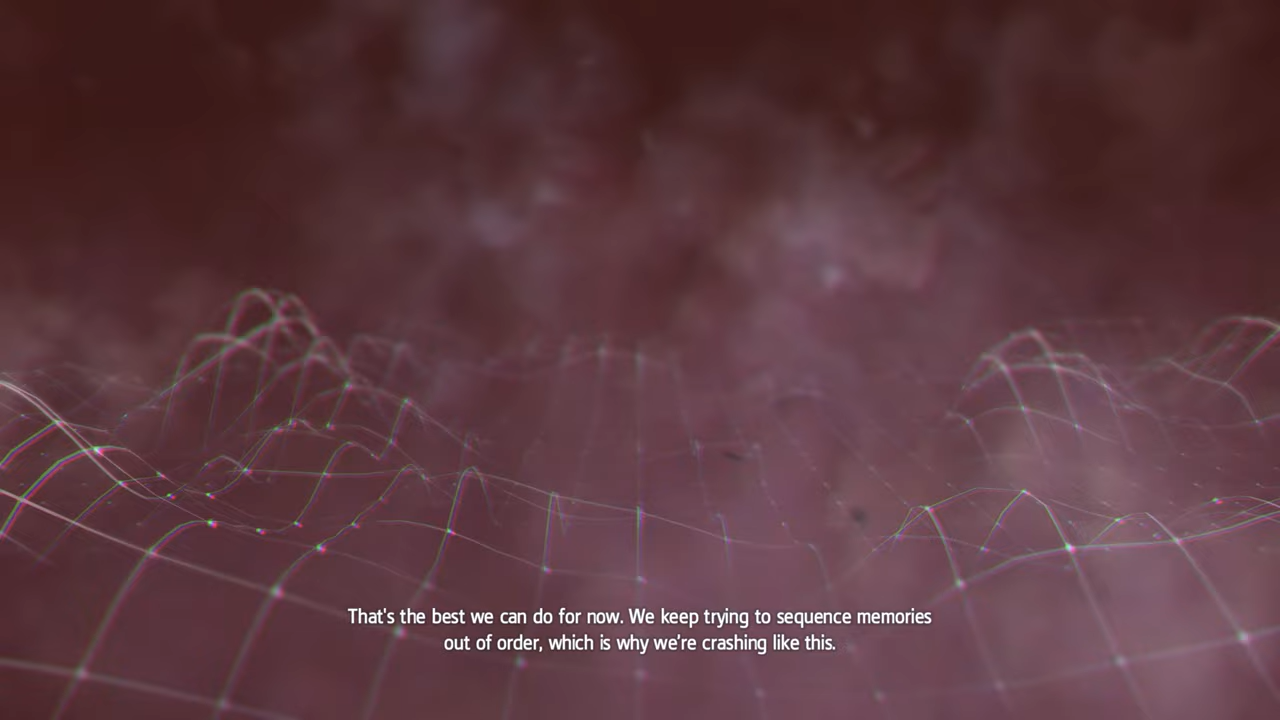 That's the best we can do for now. We keep trying to sequence memories
out of order, which is why we're crashing like this.